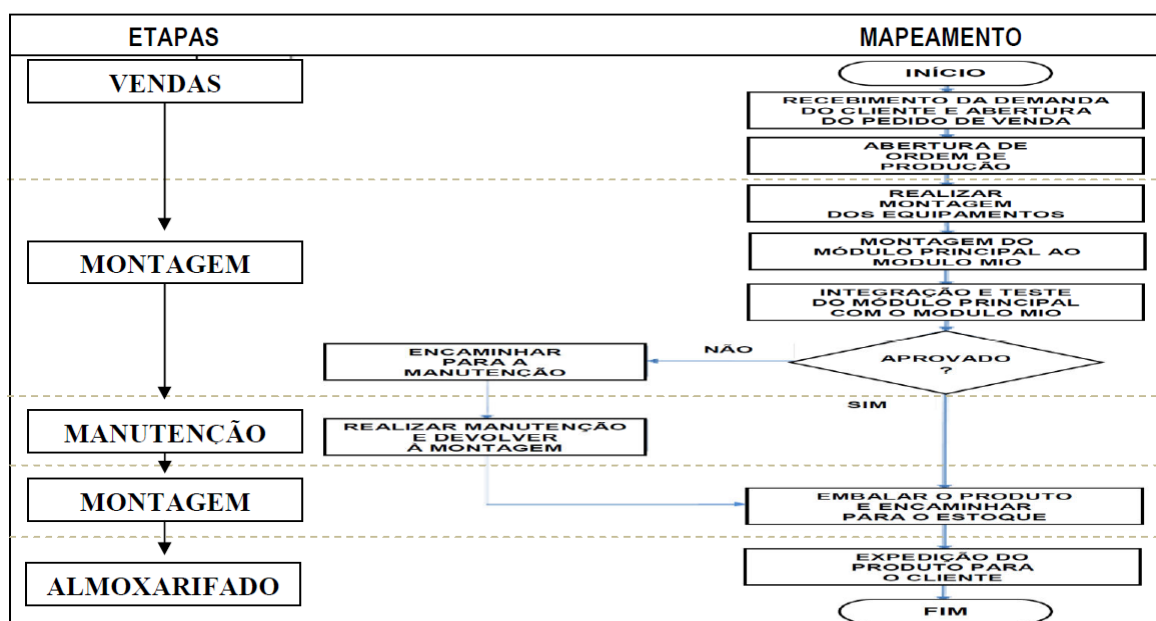 ETAPAS
MAPEAMENTO
VENDAS
INÍCIO
RECEBIMENTO DA DEMANDA
DO CLIENTE E ABERTURA
DO PEDIDO DE VENDA
ABERTURA DE
ORDEM DE
PRODUÇÃO
REALIZAR
MONTAGEM
DOS EQUIPAMENTOS
MONTAGEM
MONTAGEM DO
MÓDULO PRINCIPAL AO
MODULO MIO
INTEGRAÇÃO E TESTE
DO MÓDULO PRINCIPAL
COM O MODULO MIO
APROVADO
?
NÃO
ENCAMINHAR
PARA A
MANUTENÇÃO
SIM
MANUTENÇÃO
REALIZAR MANUTENÇÃO
E DEVOLVER
À MONTAGEM
MONTAGEM
EMBALAR O PRODUTO
E ENCAMINHAR
PARA O ESTOQUE
ALMOXARIFADO
EXPEDIÇÃO DO
PRODUTO PARA
O CLIENTE
FIM